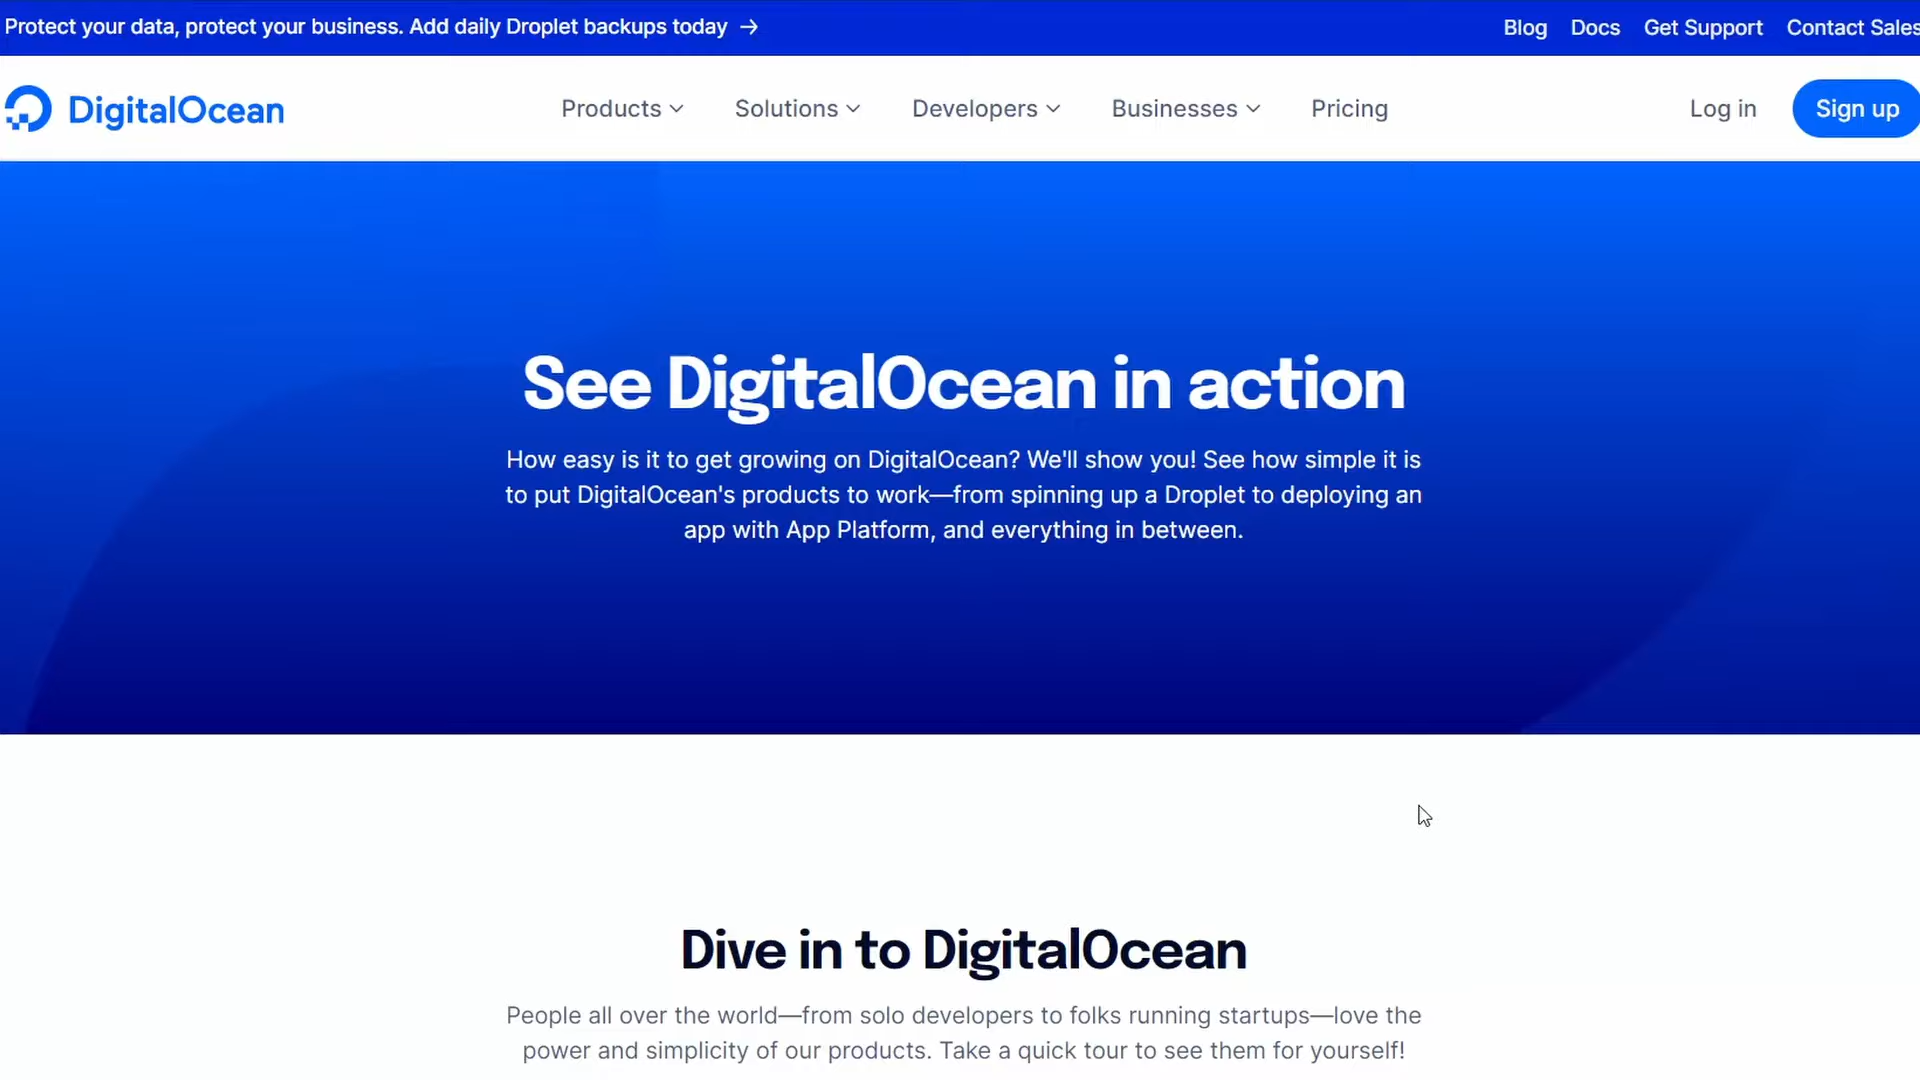 Protect your data, protect your business. Add daily Droplet backups today →
Blog Docs Get Support Contact Sales
DigitalOcean
Products Solutions Developers Businesses Pricing
Log in Sign up
See DigitalOcean in action
How easy is it to get growing on DigitalOcean? We'll show you! See how simple it is
to put DigitalOcean's products to work—from spinning up a Droplet to deploying an
app with App Platform, and everything in between.
Dive in to DigitalOcean
People all over the world—from solo developers to folks running startups—love the
power and simplicity of our products. Take a quick tour to see them for yourself!